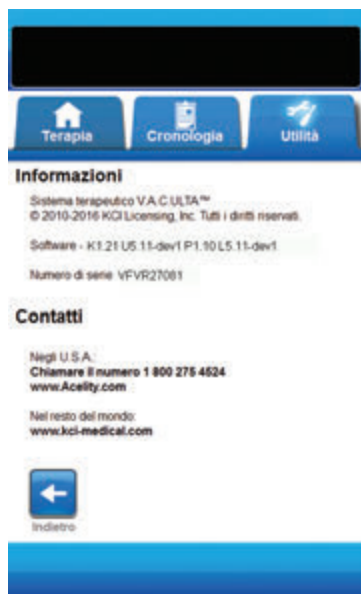 Terapia
Cronologia
Utilità
Informazioni
Sistema terapeutico V.A.C.ULTA™
© 2010-2016 KCI Licensing, Inc. Tutti i diritti riservati.
Software - K1.21 U5.11-dev1 P1.10 L5.11-dev1
Numero di serie VFVR27081
Contatti
Negli U.S.A.:
Chiamare il numero 1 800 275 4524
www.Acelity.com
Nel resto del mondo:
www.kci-medical.com
Indietro